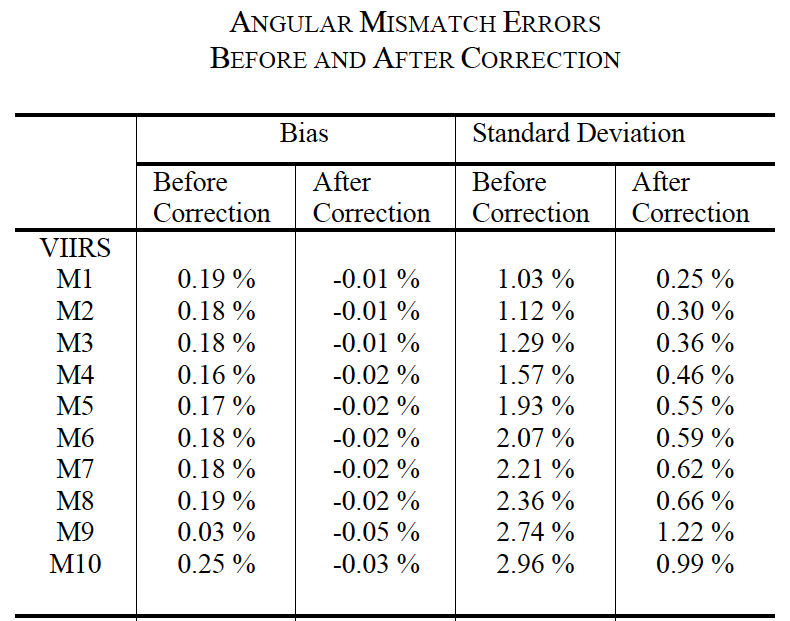 ANGULAR MISMATCH ERRORS
BEFORE AND AFTER CORRECTION
Bias Standard Deviation
Before Correction After Correction Before Correction After Correction
VIIRS
M1 0.19 % -0.01 % 1.03 % 0.25 %
M2 0.18 % -0.01 % 1.12 % 0.30 %
M3 0.18 % -0.01 % 1.29 % 0.36 %
M4 0.16 % -0.02 % 1.57 % 0.46 %
M5 0.17 % -0.02 % 1.93 % 0.55 %
M6 0.18 % -0.02 % 2.07 % 0.59 %
M7 0.18 % -0.02 % 2.21 % 0.62 %
M8 0.19 % -0.02 % 2.36 % 0.66 %
M9 0.03 % -0.05 % 2.74 % 1.22 %
M10 0.25 % -0.03 % 2.96 % 0.99 %